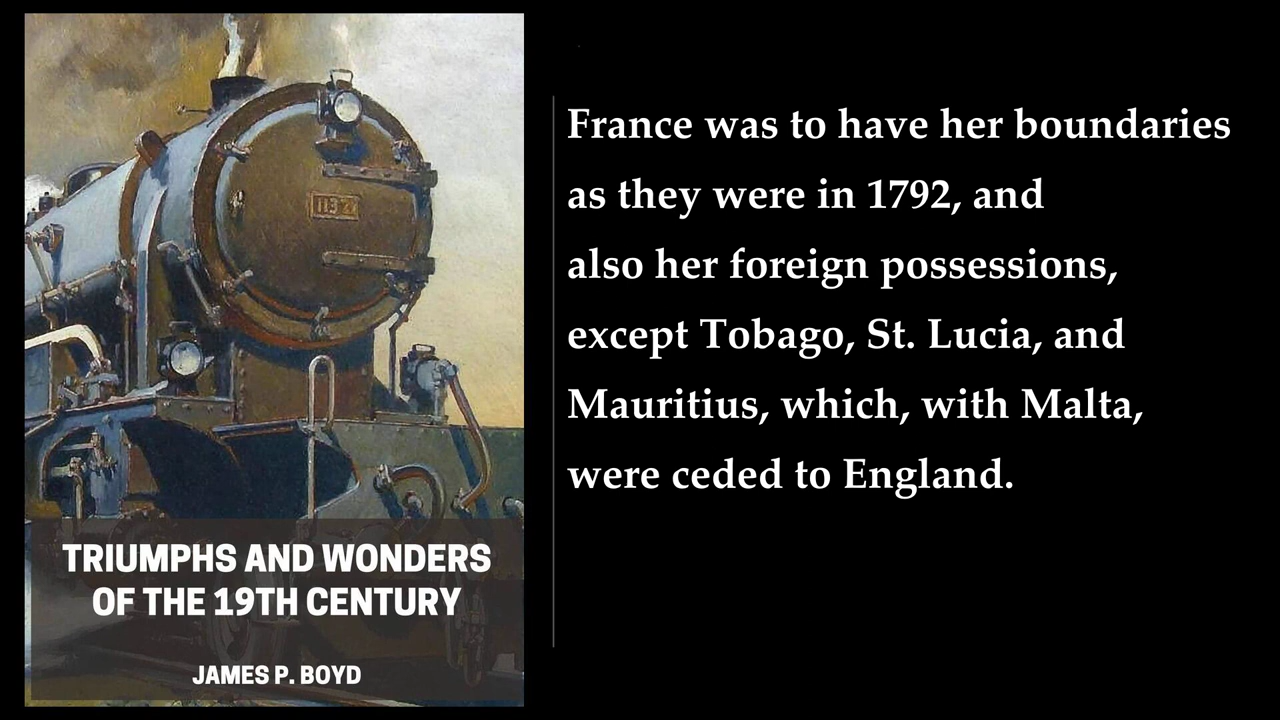 France was to have her boundaries
as they were in 1792, and
also her foreign possessions,
except Tobago, St. Lucia, and
Mauritius, which, with Malta,
were ceded to England.
TRIUMPHS AND WONDERS
OF THE 19TH CENTURY
JAMES P. BOYD